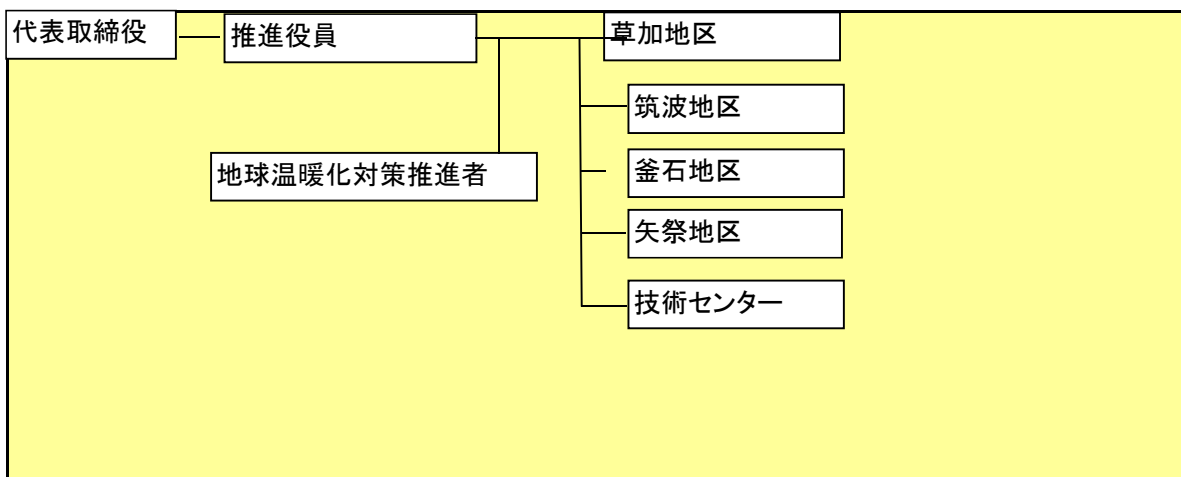 代表取締役
推進役員
草加地区
筑波地区
地球温暖化対策推進者
釜石地区
矢祭地区
技術センター